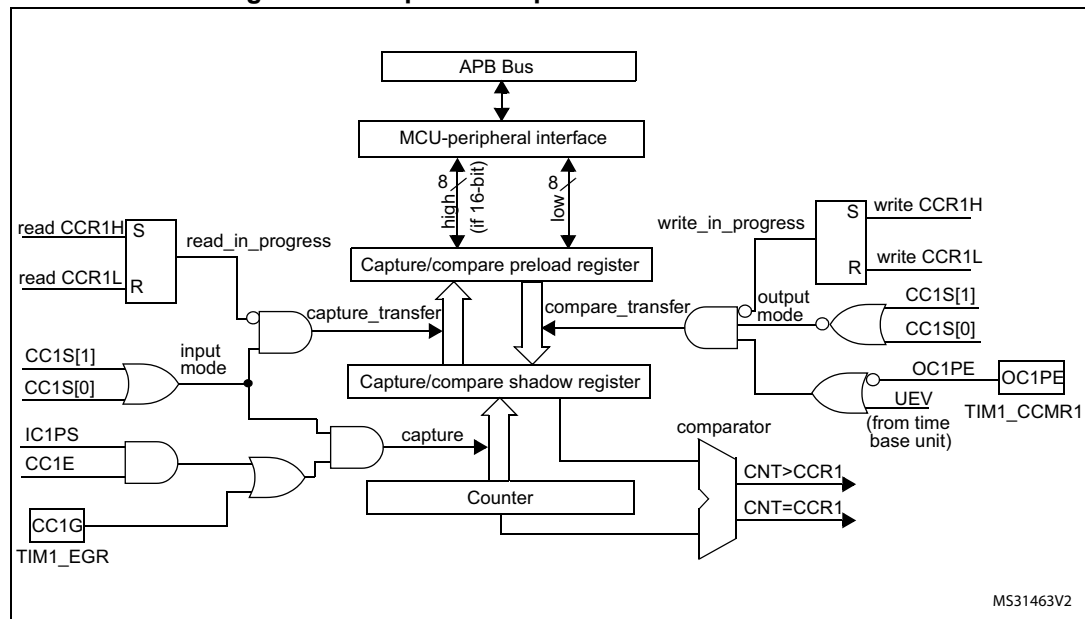 APB Bus
MCU-peripheral interface
8
high
(if 16-bit)
8
low
read CCR1H
S
read_in_progress
read CCR1L
R
write_in_progress
S
write CCR1H
R
write CCR1L
Capture/compare preload register
capture_transfer
compare_transfer
output
mode
CC1S[1]
CC1S[0]
CC1S[1]
input
mode
CC1S[0]
Capture/compare shadow register
OC1PE
OC1PE
UEV
TIM1_CCMR1
(from time
base unit)
IC1PS
CC1E
capture
comparator
CNT>CCR1
Counter
CNT=CCR1
CC1G
TIM1_EGR
MS31463V2